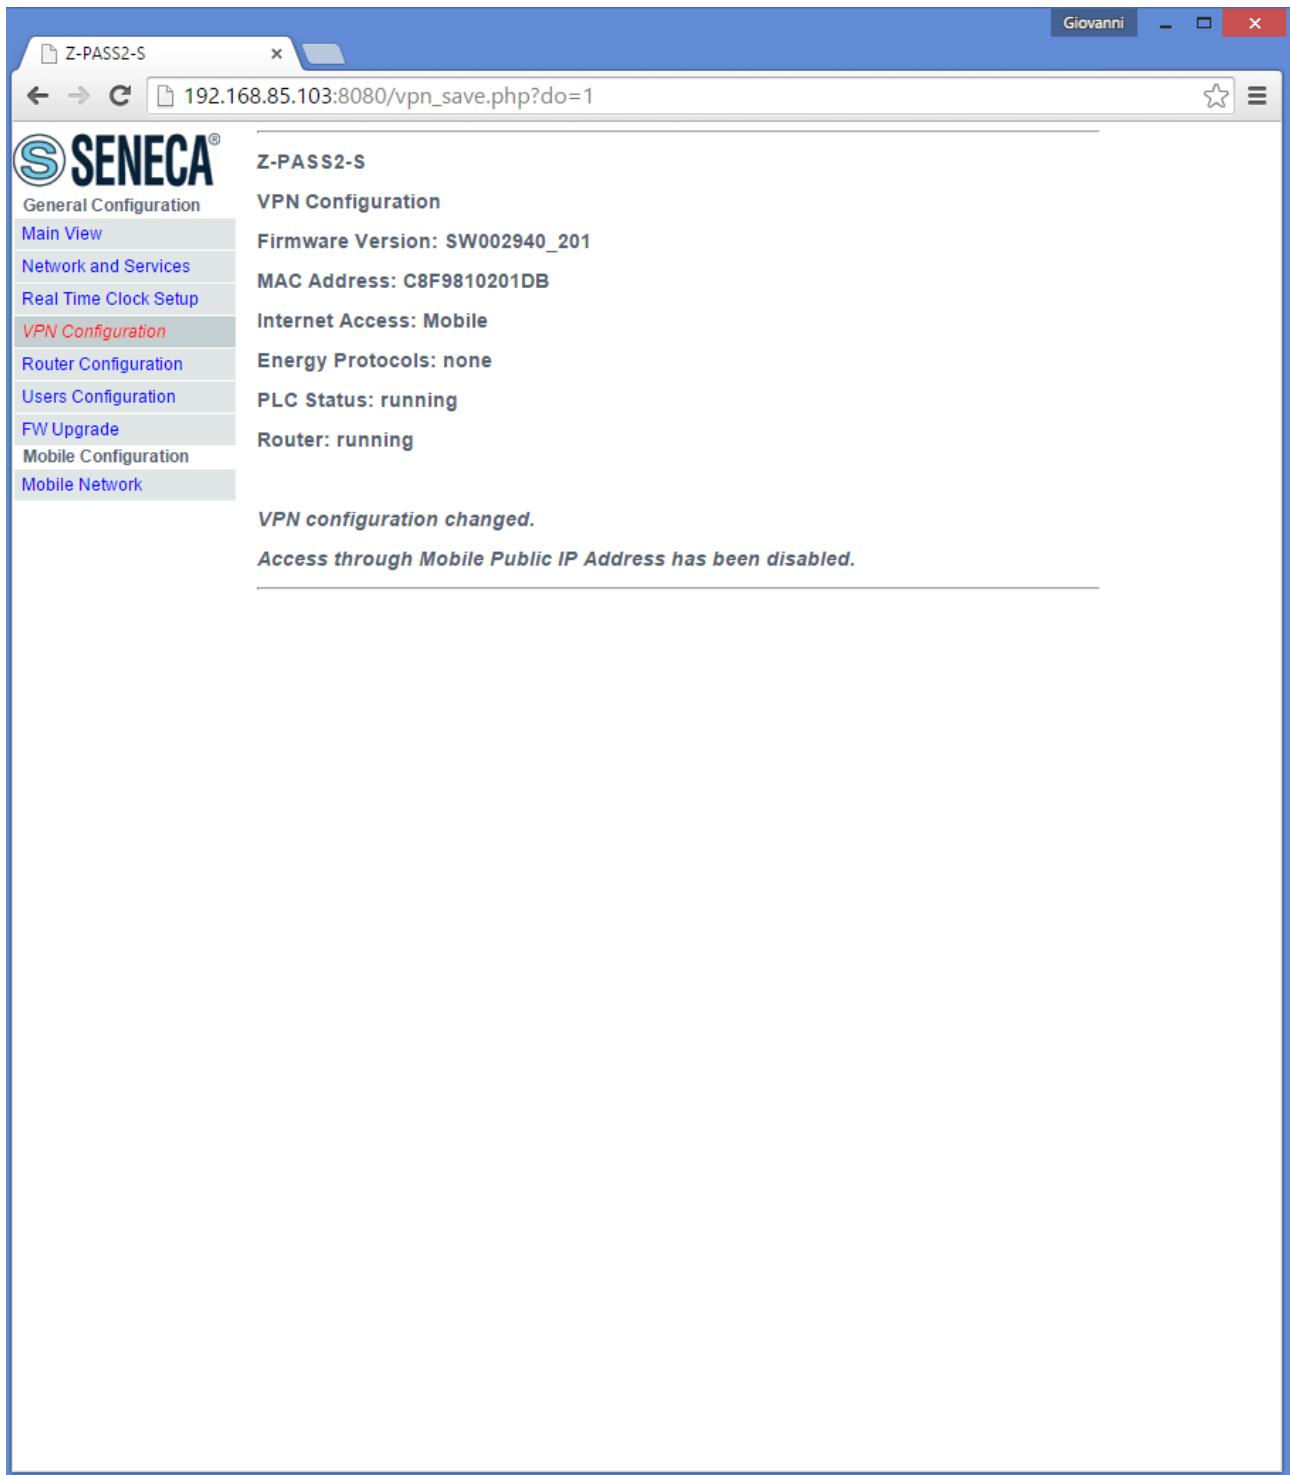 Giovanni
Z-PASS2-S
192.168.85.103:8080/vpn_save.php?do=1
S SENECA®
General Configuration
Main View
Network and Services
Real Time Clock Setup
VPN Configuration
Router Configuration
Users Configuration
FW Upgrade
Mobile Configuration
Mobile Network
Z-PASS2-S
VPN Configuration
Firmware Version: SW002940_201
MAC Address: C8F9810201DB
Internet Access: Mobile
Energy Protocols: none
PLC Status: running
Router: running
VPN configuration changed.
Access through Mobile Public IP Address has been disabled.